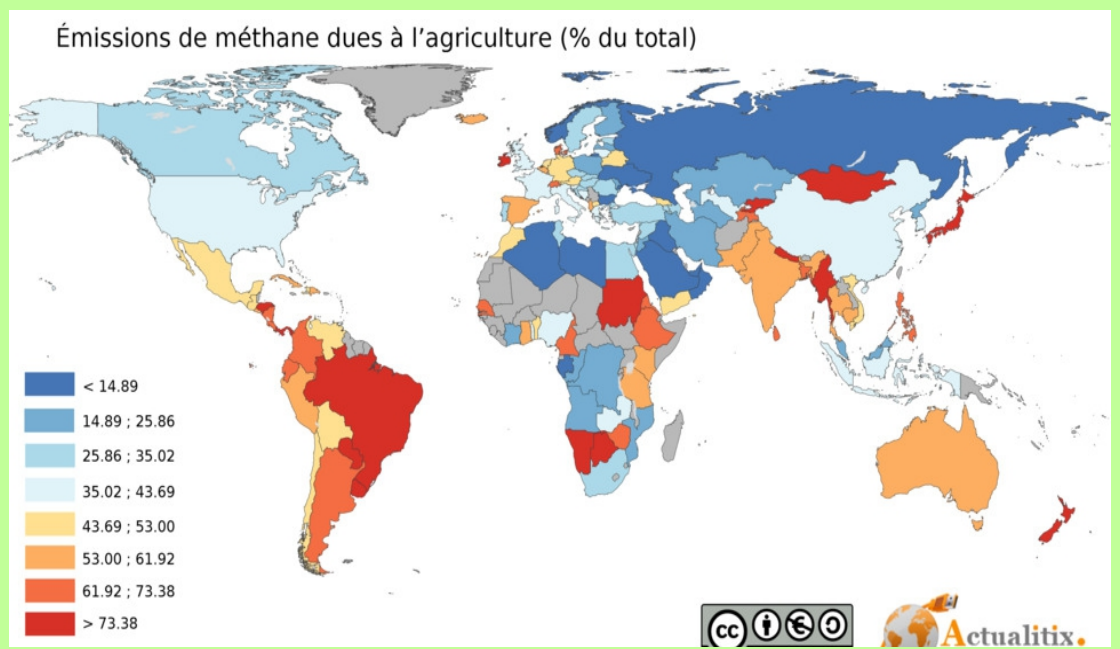 Émissions de méthane dues à l’agriculture (% du total)
< 14.89
14.89 ; 25.86
25.86 ; 35.02
35.02 ; 43.69
43.69 ; 53.00
53.00 ; 61.92
61.92 ; 73.38
> 73.38
cc
Actualitix.